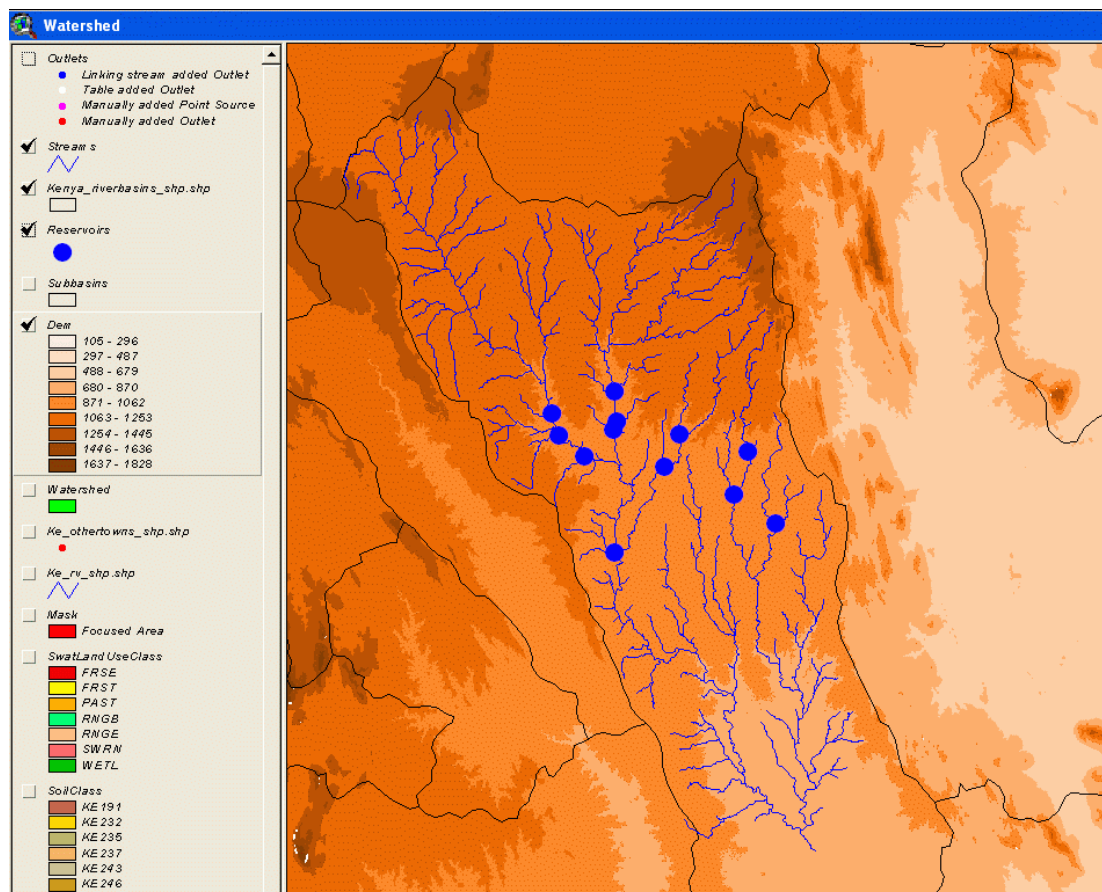 Watershed
Outlets
Linking stream added Outlet
Table added Outlet
Manually added Point Source
Manually added Outlet
Streams
Kenya_riverbasins_shp.shp
Reservoirs
Subbasins
Dem
105 - 296
297 - 487
488 - 679
680 - 870
871 - 1062
1063 - 1253
1254 - 1445
1446 - 1636
1637 - 1828
Watershed
Ke_othertowns_shp.shp
Ke_rv_shp.shp
Mask
Focused Area
SwatLandUseClass
FRSE
FRST
PAST
RNGB
RNGE
SWRN
WETL
SoilClass
KE191
KE232
KE235
KE237
KE243
KE246